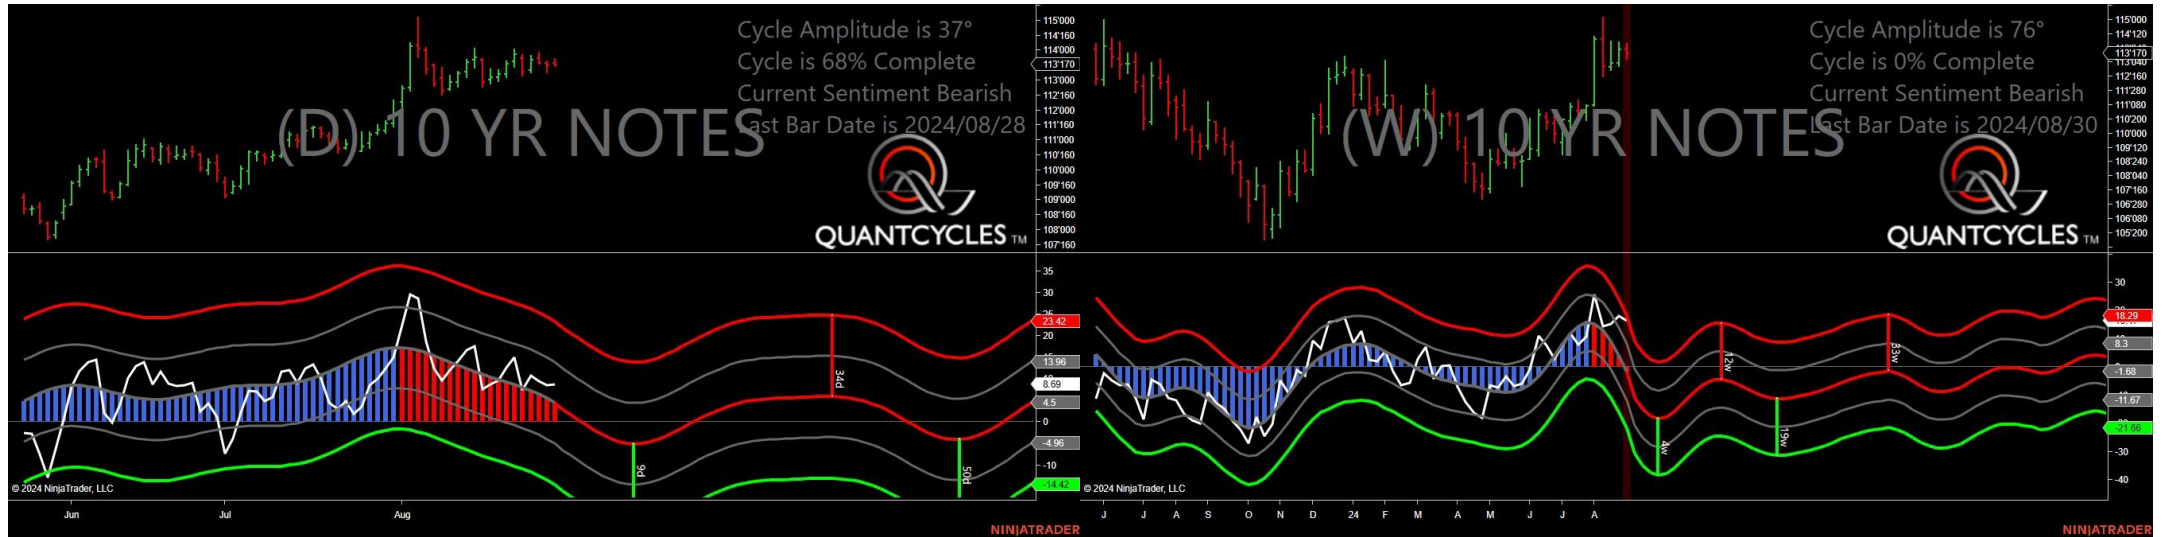 Cycle Amplitude is 37°
Cycle is 68% Complete
Current Sentiment Bearish
Last Bar Date is 2024/08/28
(D) 10 YR NOTES
QUANTCYCLES TM
115'000
114'160
114'000
113'170
113'000
112'160
112'000
111'160
111'000
110'160
110'000
109'160
109'000
108'160
108'000
107'160
35
30
23.42
20
13.96
8.69
4.5
0
-4.96
-10
-14.42
9d
34d
50d
© 2024 NinjaTrader, LLC
Jun
Jul
Aug
NINJATRADER
Cycle Amplitude is 76°
Cycle is 0% Complete
Current Sentiment Bearish
Last Bar Date is 2024/08/30
(W) 10 YR NOTES
QUANTCYCLES TM
115'000
114'120
113'170
113'040
112'160
111'280
111'080
110'200
110'000
109'120
108'240
108'040
107'160
106'280
106'080
105'200
30
18.29
8.3
-1.68
-11.67
-21.66
-30
-40
4w
12w
19w
33w
© 2024 NinjaTrader, LLC
J
J
A
S
O
N
D
24
F
M
A
M
J
J
A
NINJATRADER